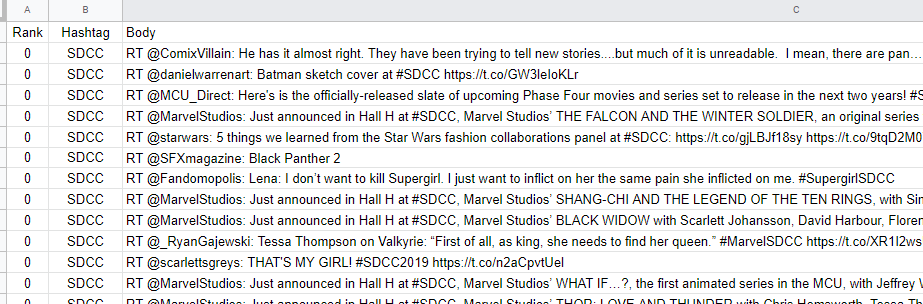 A B C
Rank Hashtag Body
0 SDCC RT @ComixVillain: He has it almost right. They have been trying to tell new stories....but much of it is unreadable. I mean, there are pan...
0 SDCC RT @danielwarrenart: Batman sketch cover at #SDCC https://t.co/GW3leIoKLr
0 SDCC RT @MCU_Direct: Here's is the officially-released slate of upcoming Phase Four movies and series set to release in the next two years! #S
0 SDCC RT @MarvelStudios: Just announced in Hall H at #SDCC, Marvel Studios' THE FALCON AND THE WINTER SOLDIER, an original series
0 SDCC RT @starwars: 5 things we learned from the Star Wars fashion collaborations panel at #SDCC: https://t.co/gjLBJf18sy https://t.co/9tqD2M0
0 SDCC RT @SFXmagazine: Black Panther 2
0 SDCC RT @Fandomopolis: Lena: I don't want to kill Supergirl. I just want to inflict on her the same pain she inflicted on me. #SupergirlSDCC
0 SDCC RT @MarvelStudios: Just announced in Hall H at #SDCC, Marvel Studios' SHANG-CHI AND THE LEGEND OF THE TEN RINGS, with Sim
0 SDCC RT @MarvelStudios: Just announced in Hall H at #SDCC, Marvel Studios' BLACK WIDOW with Scarlett Johansson, David Harbour, Floren
0 SDCC RT @_RyanGajewski: Tessa Thompson on Valkyrie: “First of all, as king, she needs to find her queen.” #MarvelSDCC https://t.co/XR1I2ws
0 SDCC RT @scarlettsgreys: THAT'S MY GIRL! #SDCC2019 https://t.co/n2aCpvtUeI
0 SDCC RT @MarvelStudios: Just announced in Hall H at #SDCC, Marvel Studios' WHAT IF…?, the first animated series in the MCU, with Jeffrey
0 SDCC RT @MarvelStudios: Just announced in Hall H at #SDCC, Marvel Studios' THOR: LOVE AND THUNDER with Chris Hemsworth, Tessa Th